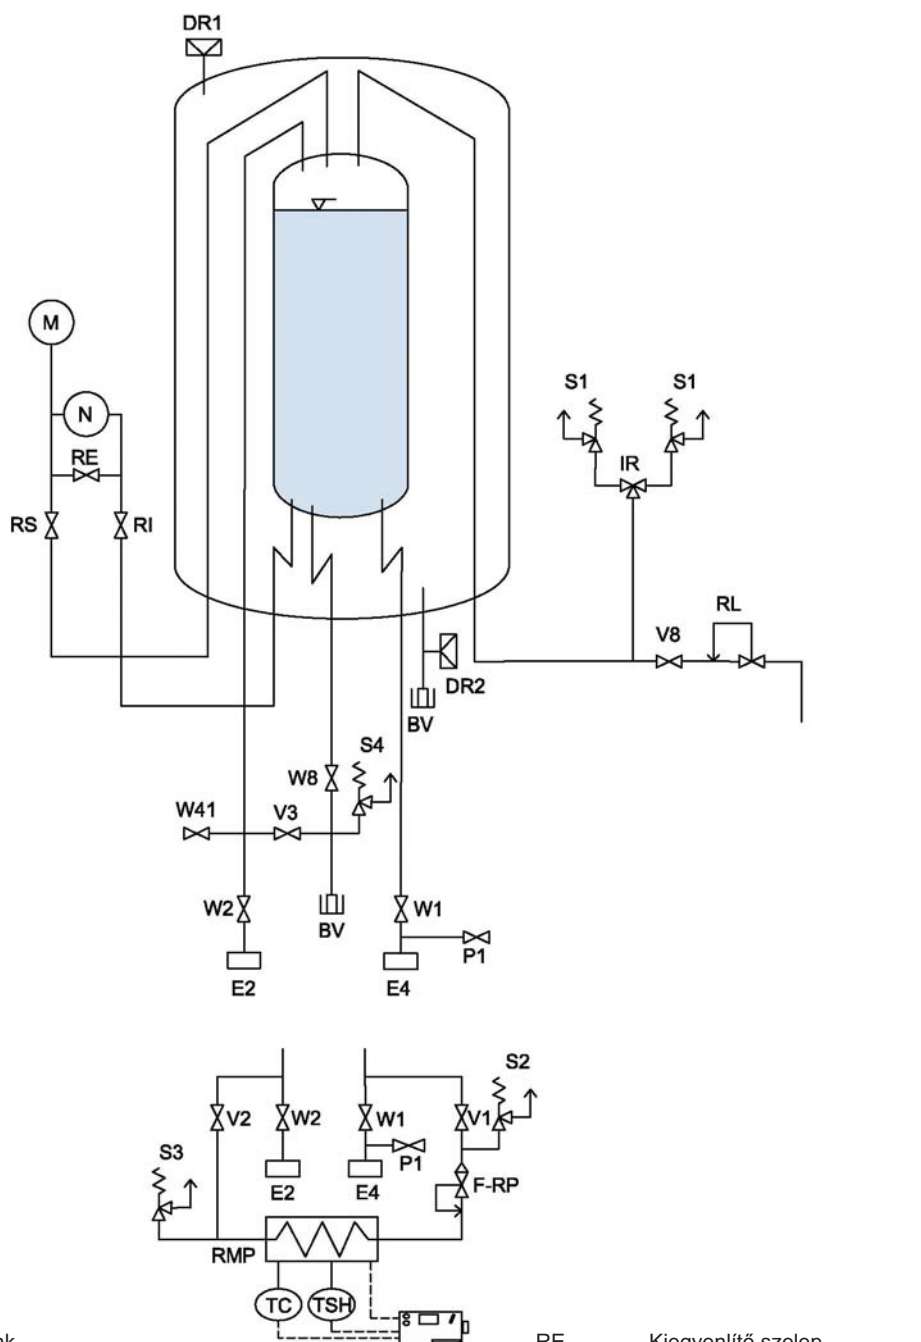 DR1
M
N
RE
RS
RI
S1
S1
IR
RL
V8
DR2
BV
S4
W8
W41
V3
W2
BV
W1
P1
E2
E4
S2
V2
W2
W1
V1
P1
S3
E2
E4
F-RP
RMP
TC
TSH
RE
Kiegyenlítő szelep